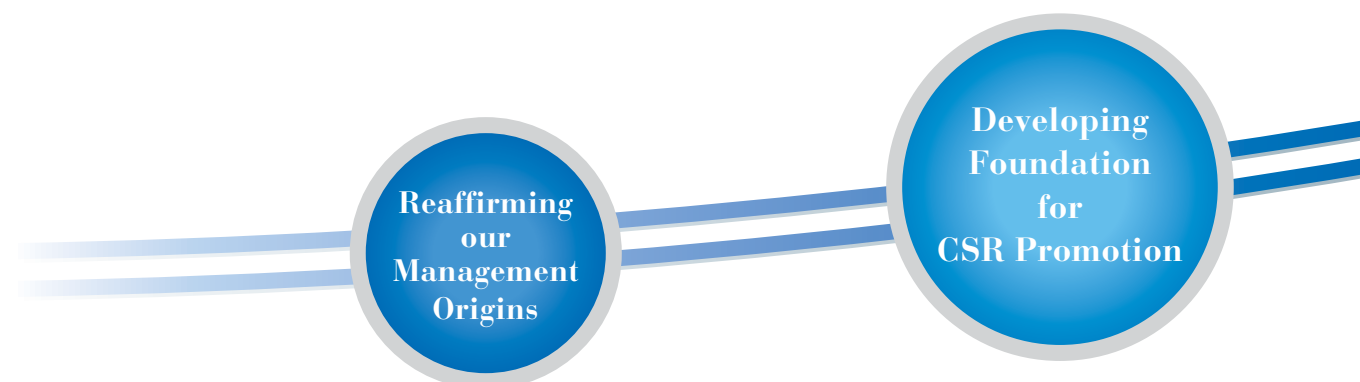 Reaffirming
our
Management
Origins
Developing
Foundation
for
CSR Promotion